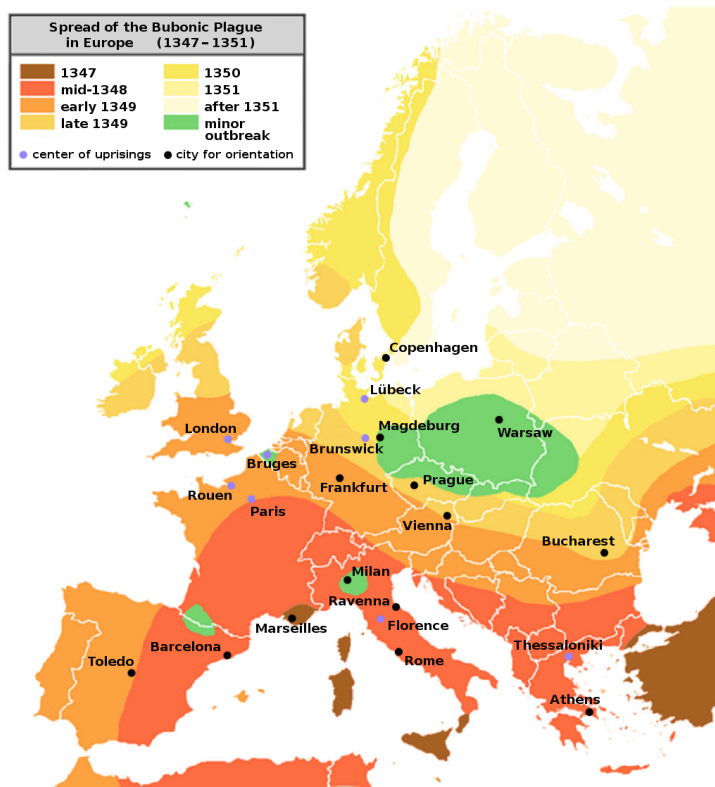 Spread of the Bubonic Plague
in Europe (1347–1351)
1347
mid-1348
early 1349
late 1349
1350
1351
after 1351
minor
outbreak
center of uprisings
city for orientation
Copenhagen
Lübeck
London
Magdeburg
Warsaw
Brunswick
Bruges
Rouen
Frankfurt
Prague
Paris
Vienna
Bucharest
Milan
Ravenna
Marseilles
Florence
Barcelona
Toledo
Rome
Thessaloniki
Athens